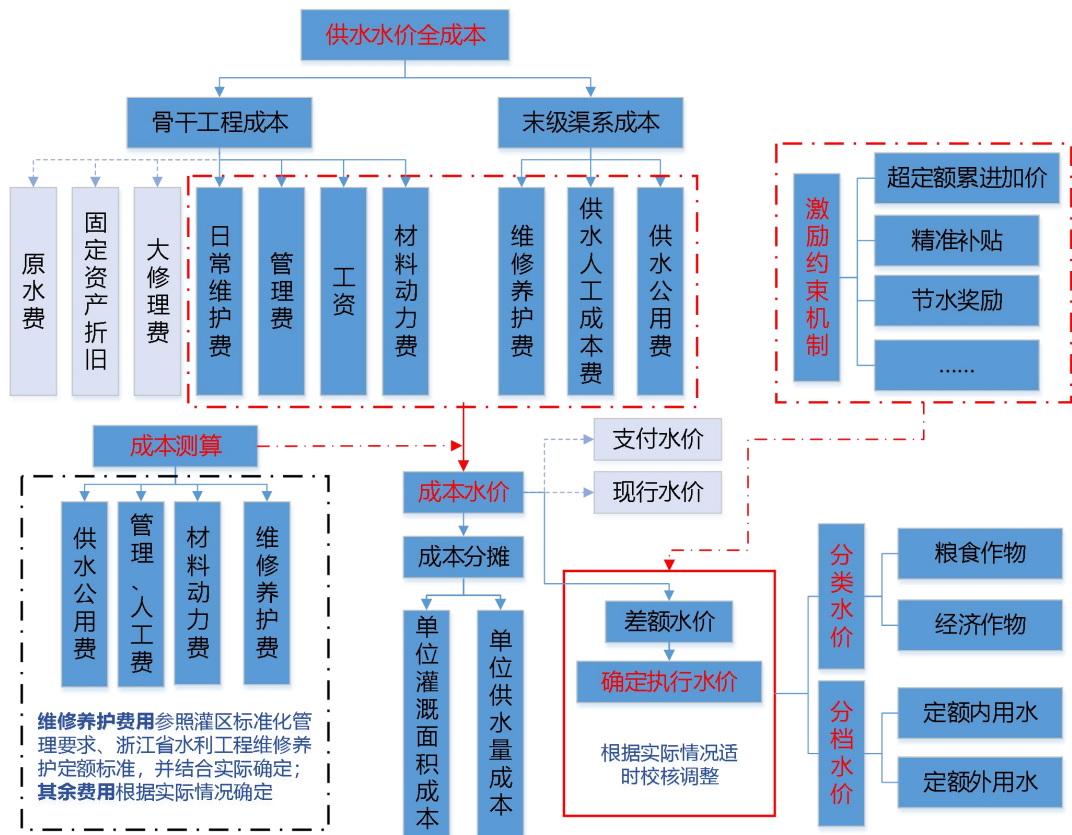 供水水价全成本
骨干工程成本
末级渠系成本
原水费
固定资产折旧
大修理费
日常维护费
管理费
工资
材料动力费
维修养护费
供水人工成本费
供水公用费
激励约束机制
超定额累进加价
精准补贴
节水奖励
……
成本测算
供水公用费
管理、人工费
材料动力费
维修养护费
维修养护费用参照灌区标准化管
理要求、浙江省水利工程维修养
护定额标准，并结合实际确定；
其余费用根据实际情况确定
成本水价
支付水价
现行水价
成本分摊
单位灌溉面积成本
单位供水量成本
差额水价
确定执行水价
根据实际情况适
时校核调整
分类水价
粮食作物
经济作物
分档水价
定额内用水
定额外用水